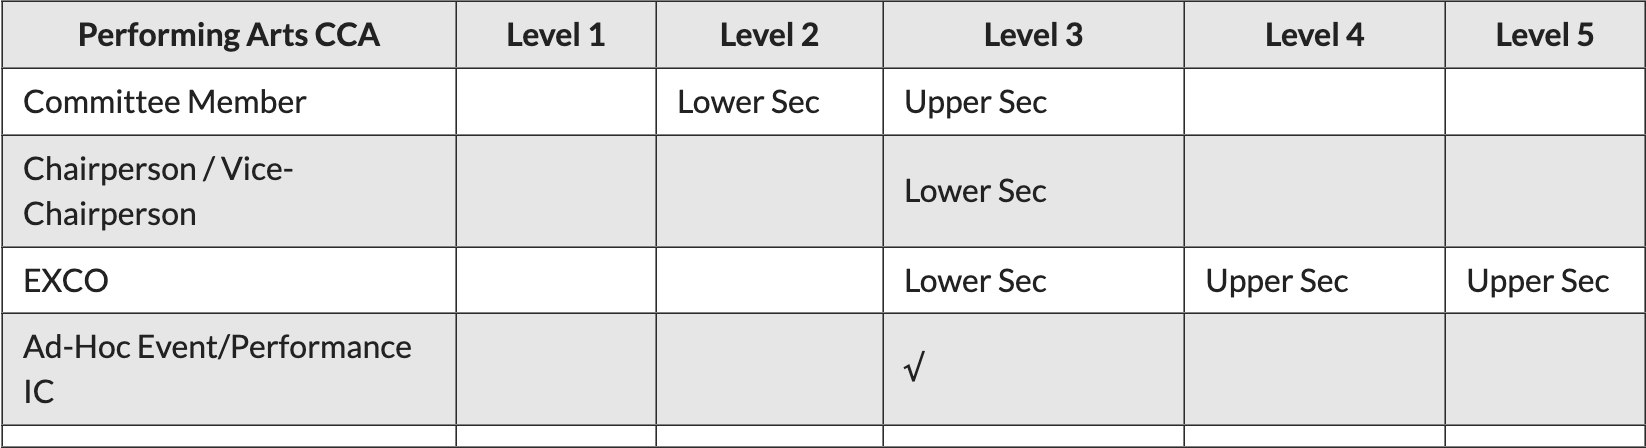 Performing Arts CCA Level 1 Level 2 Level 3 Level 4 Level 5
Committee Member Lower Sec Upper Sec
Chairperson / Vice-
Chairperson Lower Sec
EXCO Lower Sec Upper Sec Upper Sec
Ad-Hoc Event/Performance
IC √